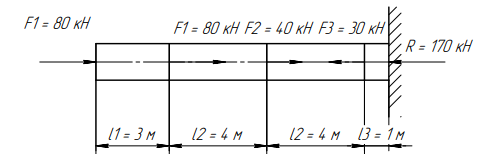 F1 = 80 кН
F1 = 80 кН F2 = 40 кН F3 = 30 кН
R = 170 кН
l1 = 3 м l2 = 4 м l2 = 4 м l3 = 1 м